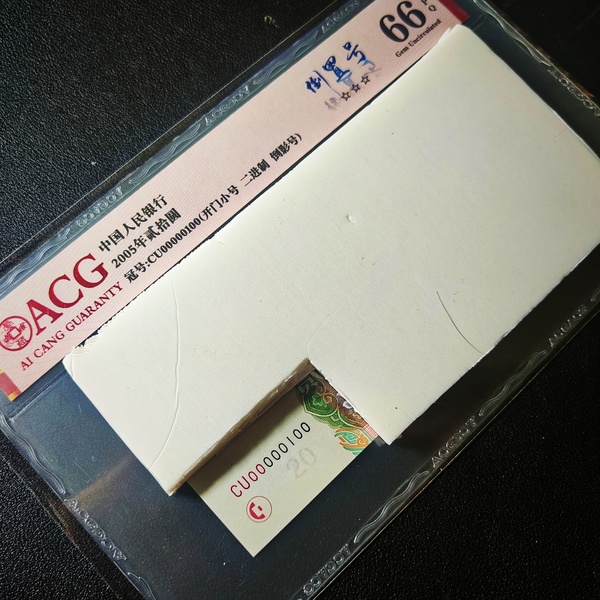 ACG
AI CANG GUARANTY
中国人民银行
2005年贰拾圆
冠号:CU00000100(开门小号 二进制 倒影号)
倒置号
☆☆☆
66
Gem Uncirculated
CU00000100
20